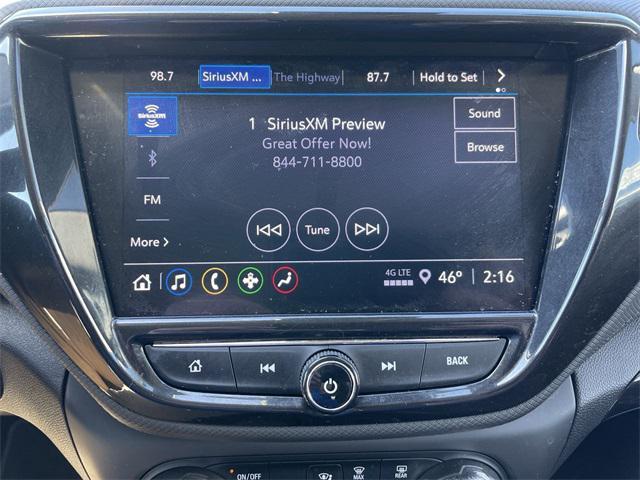 98.7 SiriusXM ... The Highway 87.7 Hold to Set
SiriusXM
1 SiriusXM Preview
Great Offer Now!
844-711-8800
Sound
Browse
FM
More
Tune
4G LTE
46° 2:16
BACK
ON/OFF MAX REAR